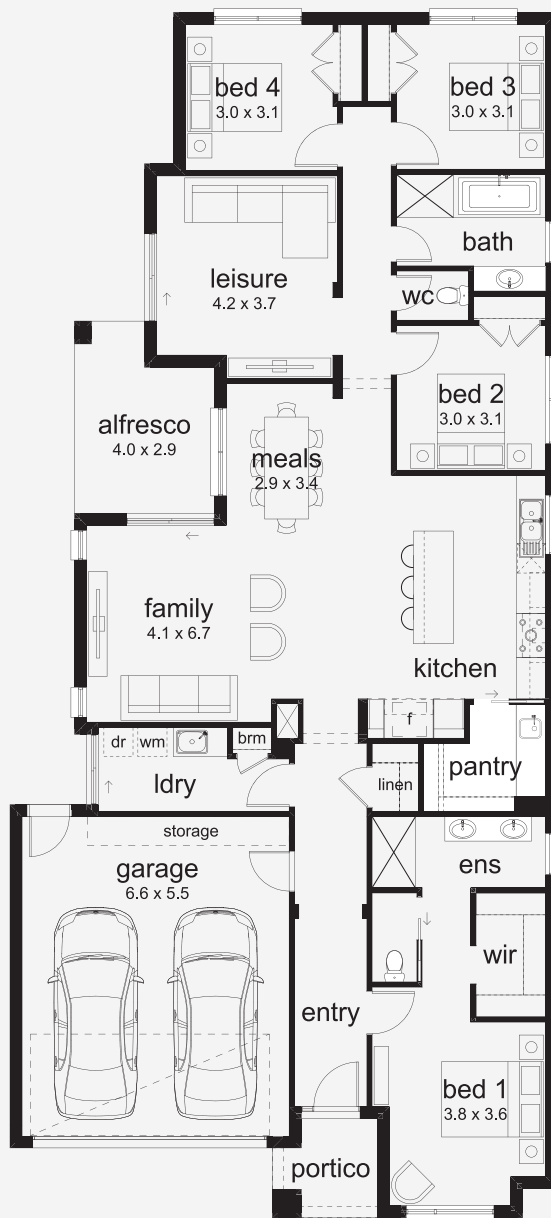 bed 4
3.0 x 3.1
bed 3
3.0 x 3.1
bath
leisure
4.2 x 3.7
wc
bed 2
3.0 x 3.1
alfresco
4.0 x 2.9
meals
2.9 x 3.4
family
4.1 x 6.7
kitchen
f
dr
wm
brm
ldry
linen
pantry
storage
garage
6.6 x 5.5
ens
wir
entry
bed 1
3.8 x 3.6
portico